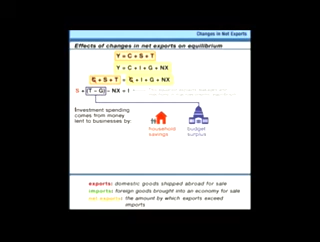 Changes in Net Exports
Effects of changes in net exports on equilibrium
Y = C + S + T
Y = C + I + G + NX
C + S + T = C + I + G + NX
S + (T – G) – NX = I
Investment spending
comes from money
lent to businesses by
household
savings
budget
surplus
exports: domestic goods shipped abroad for sale
imports: foreign goods brought into an economy for sale
net exports: the amount by which exports exceed
imports